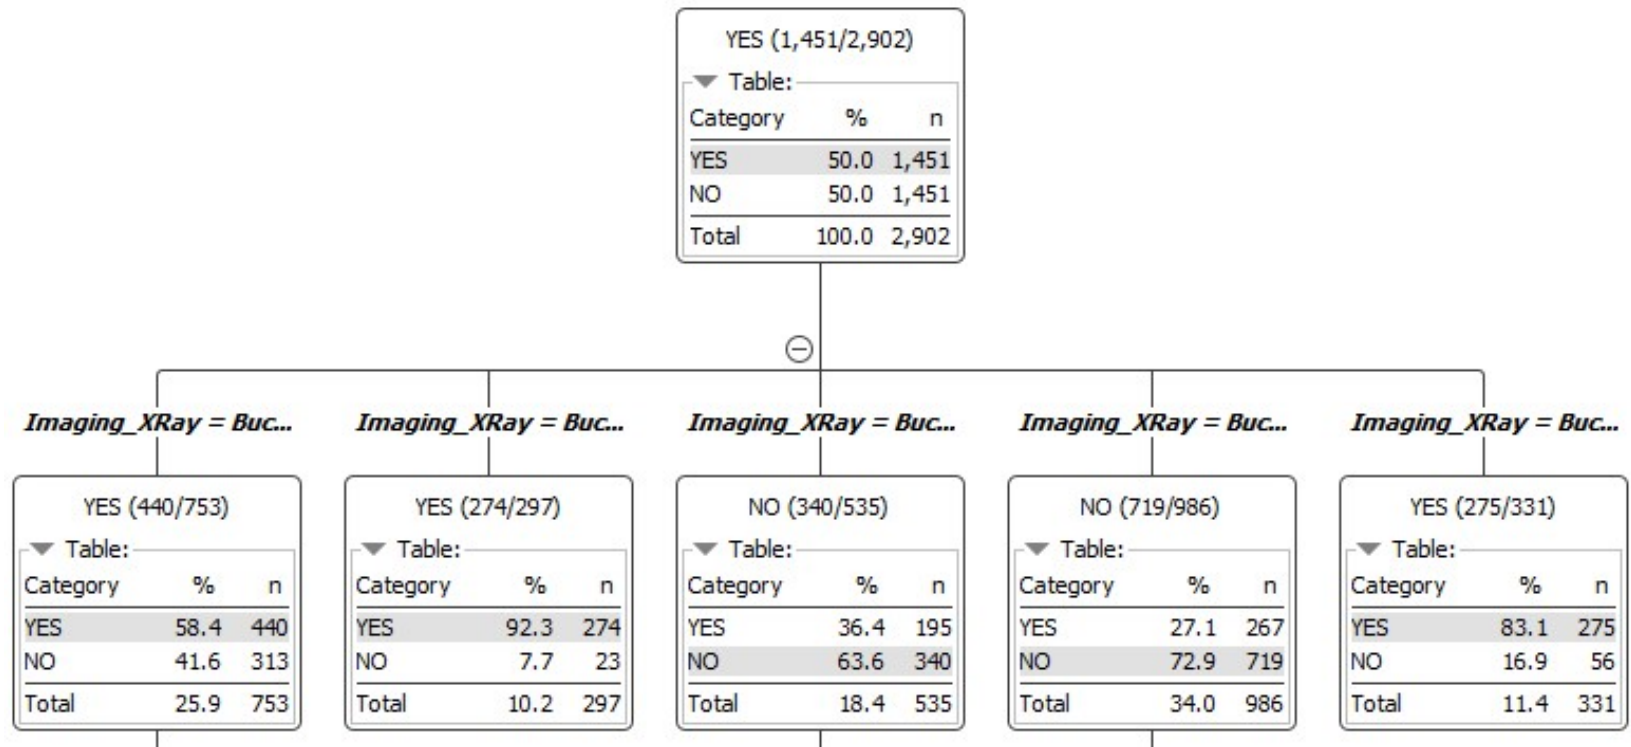 YES (1,451/2,902)
Table:
Category % n
YES 50.0 1,451
NO 50.0 1,451
Total 100.0 2,902
Imaging_XRay = Buc...
YES (440/753)
Table:
Category % n
YES 58.4 440
NO 41.6 313
Total 25.9 753
Imaging_XRay = Buc...
YES (274/297)
Table:
Category % n
YES 92.3 274
NO 7.7 23
Total 10.2 297
Imaging_XRay = Buc...
NO (340/535)
Table:
Category % n
YES 36.4 195
NO 63.6 340
Total 18.4 535
Imaging_XRay = Buc...
NO (719/986)
Table:
Category % n
YES 27.1 267
NO 72.9 719
Total 34.0 986
Imaging_XRay = Buc...
YES (275/331)
Table:
Category % n
YES 83.1 275
NO 16.9 56
Total 11.4 331